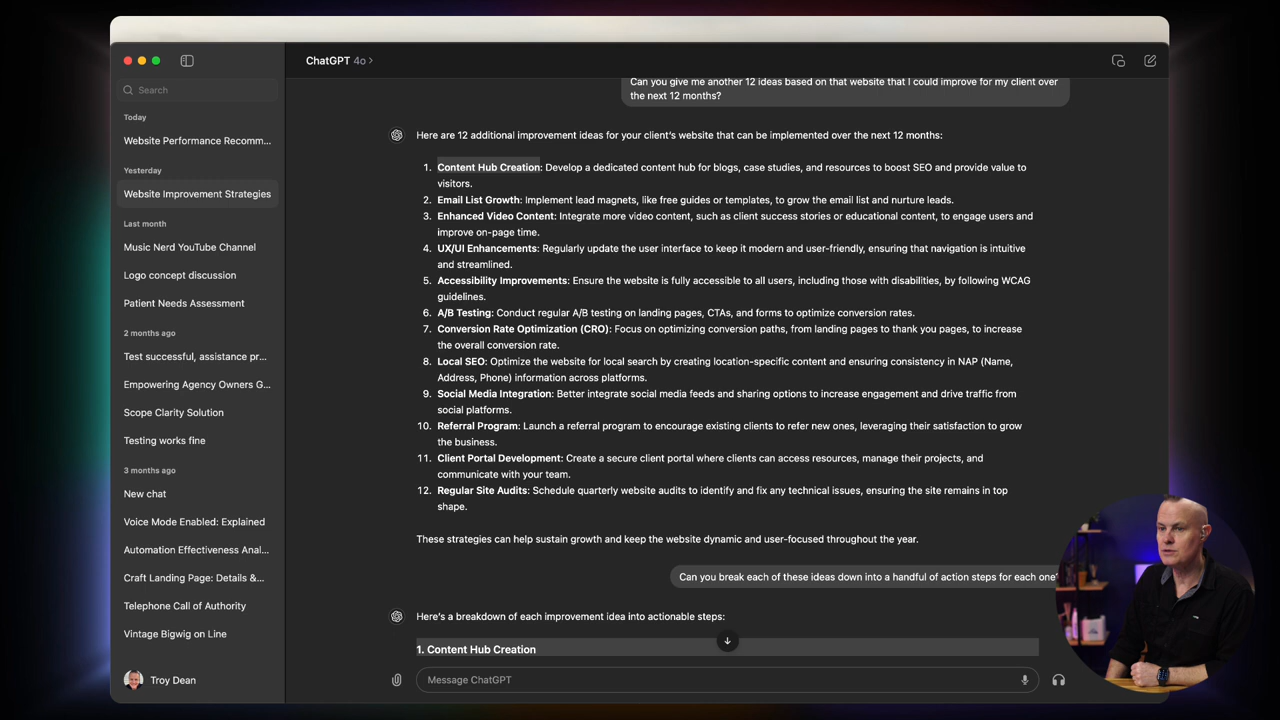 ChatGPT 4o >
Search
Today
Website Performance Recomm...
Yesterday
Website Improvement Strategies
Last month
Music Nerd YouTube Channel
Logo concept discussion
Patient Needs Assessment
2 months ago
Test successful, assistance pr...
Empowering Agency Owners G...
Scope Clarity Solution
Testing works fine
3 months ago
New chat
Voice Mode Enabled: Explained
Automation Effectiveness Anal...
Craft Landing Page: Details &...
Telephone Call of Authority
Vintage Bigwig on Line
Troy Dean
Can you give me another 12 ideas based on that website that I could improve for my client over
the next 12 months?
Here are 12 additional improvement ideas for your client's website that can be implemented over the next 12 months:
1. Content Hub Creation: Develop a dedicated content hub for blogs, case studies, and resources to boost SEO and provide value to
visitors.
2. Email List Growth: Implement lead magnets, like free guides or templates, to grow the email list and nurture leads.
3. Enhanced Video Content: Integrate more video content, such as client success stories or educational content, to engage users and
improve on-page time.
4. UX/UI Enhancements: Regularly update the user interface to keep it modern and user-friendly, ensuring that navigation is intuitive
and streamlined.
5. Accessibility Improvements: Ensure the website is fully accessible to all users, including those with disabilities, by following WCAG
guidelines.
6. A/B Testing: Conduct regular A/B testing on landing pages, CTAs, and forms to optimize conversion rates.
7. Conversion Rate Optimization (CRO): Focus on optimizing conversion paths, from landing pages to thank you pages, to increase
the overall conversion rate.
8. Local SEO: Optimize the website for local search by creating location-specific content and ensuring consistency in NAP (Name,
Address, Phone) information across platforms.
9. Social Media Integration: Better integrate social media feeds and sharing options to increase engagement and drive traffic from
social platforms.
10. Referral Program: Launch a referral program to encourage existing clients to refer new ones, leveraging their satisfaction to grow
the business.
11. Client Portal Development: Create a secure client portal where clients can access resources, manage their projects, and
communicate with your team.
12. Regular Site Audits: Schedule quarterly website audits to identify and fix any technical issues, ensuring the site remains in top
shape.
These strategies can help sustain growth and keep the website dynamic and user-focused throughout the year.
Can you break each of these ideas down into a handful of action steps for each one
Here's a breakdown of each improvement idea into actionable steps:
1. Content Hub Creation
Message ChatGPT